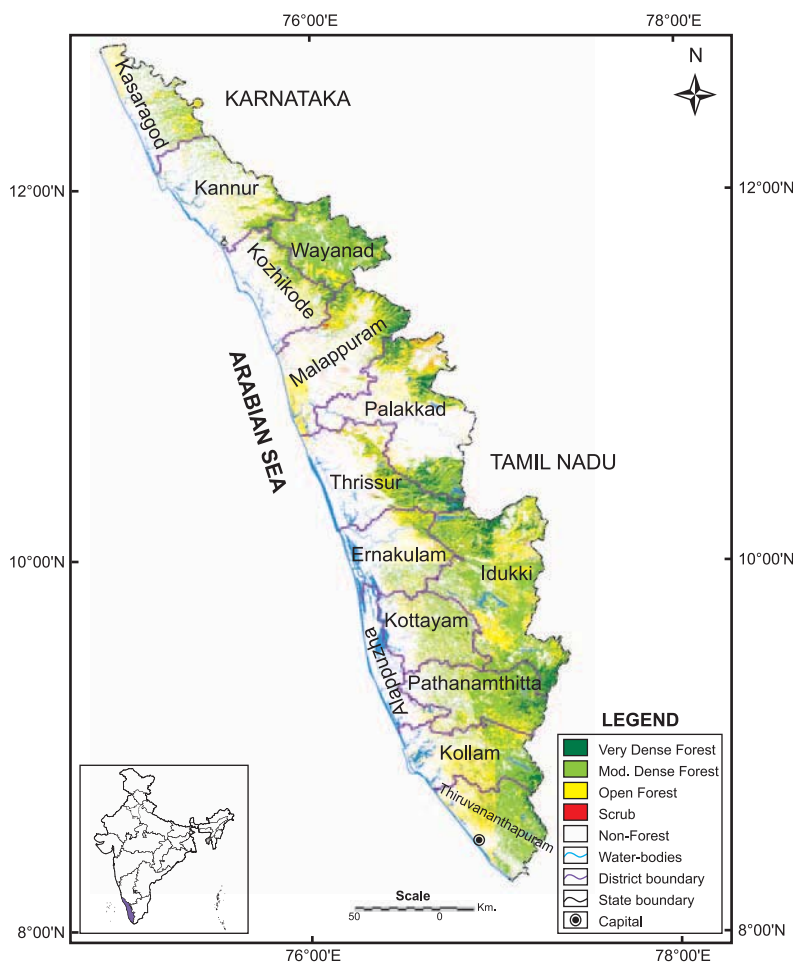 76°00'E
78°00'E
N
KARNATAKA
Kasaragod
12°00'N
12°00'N
Kannur
Wayanad
Kozhikode
Malappuram
ARABIAN SEA
Palakkad
TAMIL NADU
Thrissur
10°00'N
10°00'N
Ernakulam
Idukki
Kottayam
Alappuzha
Pathanamthitta
Kollam
Thiruvananthapuram
LEGEND
Very Dense Forest
Mod. Dense Forest
Open Forest
Scrub
Non-Forest
Water-bodies
District boundary
State boundary
Capital
Scale
50
0
Km.
8°00'N
8°00'N
76°00'E
78°00'E